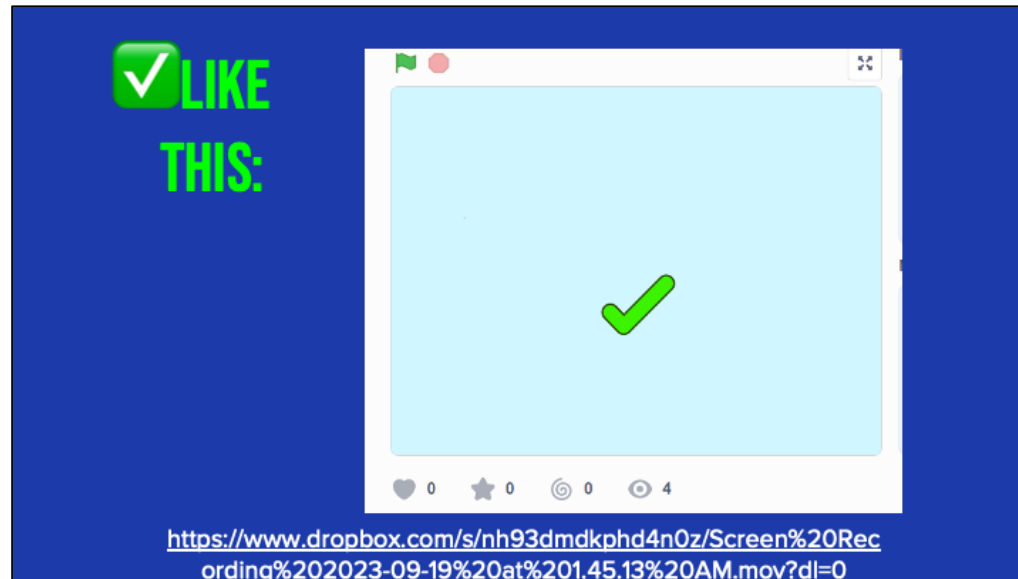 ✅LIKE
THIS:
0 0 0 4
https://www.dropbox.com/s/nh93dmdkphd4n0z/Screen%20Rec
ording%202023-09-19%20at%201.45.13%20AM.mov?dl=0